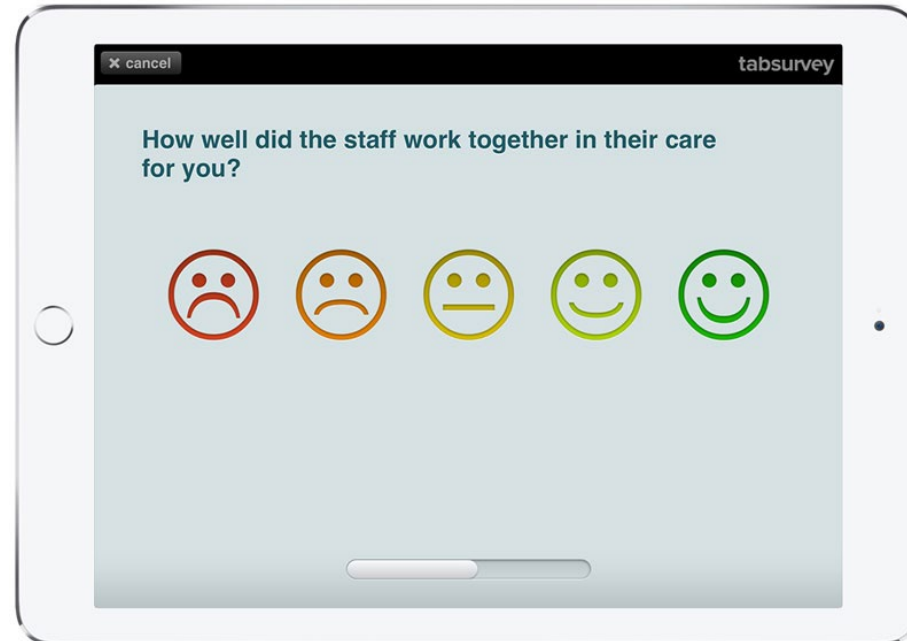 ✕ cancel
tabsurvey
How well did the staff work together in their care
for you?